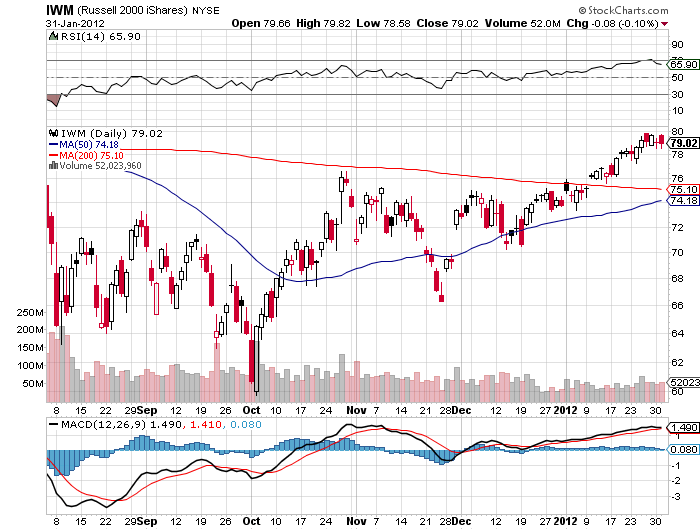 IWM (Russell 2000 iShares) NYSE © StockCharts.com
31-Jan-2012 Open 79.66 High 79.82 Low 78.58 Close 79.02 Volume 52.0M Chg -0.08 (-0.10%)
RSI(14) 65.90
90
70
65.90
50
30
10
IWM (Daily) 79.02
MA(50) 74.18
MA(200) 75.10
Volume 52,023,960
80
79.02
78
76
75.10
74.18
72
70
68
66
64
62
60
250M
200M
150M
100M
50M
52023
8 15 22 29 Sep 12 19 26 Oct 10 17 24 Nov 7 14 21 28 Dec 12 19 27 2012 9 17 23 30
MACD(12,26,9) 1.490, 1.410, 0.080
1.490
1
0.080
-1
-2
-3
8 15 22 29 Sep 12 19 26 Oct 10 17 24 Nov 7 14 21 28 Dec 12 19 27 2012 9 17 23 30